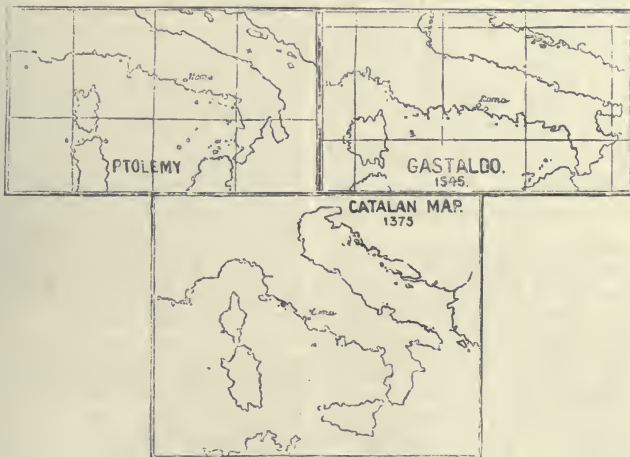 Roma
PTOLEMY
Roma
GASTALDO.
1545.
CATALAN MAP.
1375
Roma